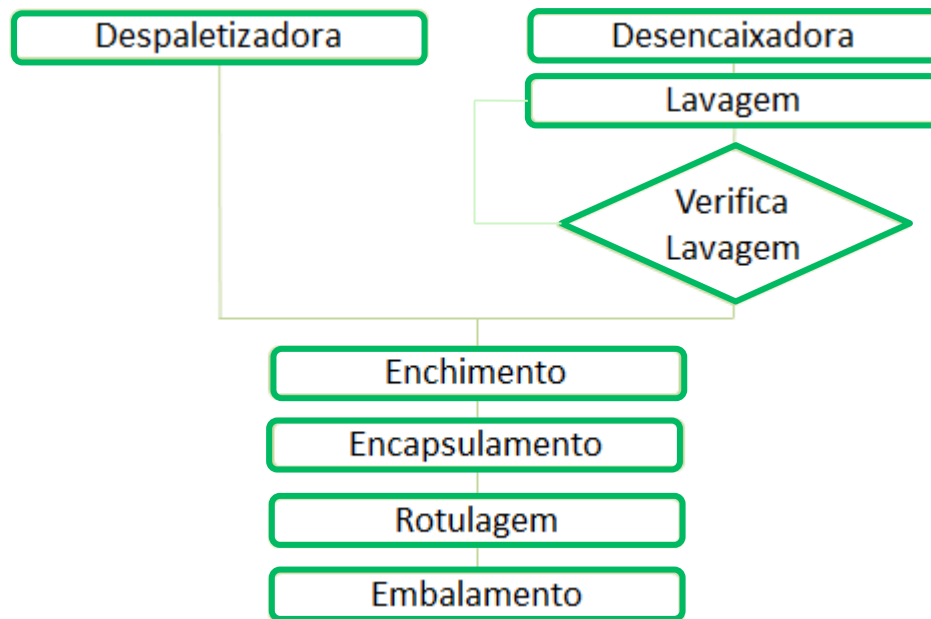 Despaletizadora
Desencaixadora
Lavagem
Verifica
Lavagem
Enchimento
Encapsulamento
Rotulagem
Embalamento